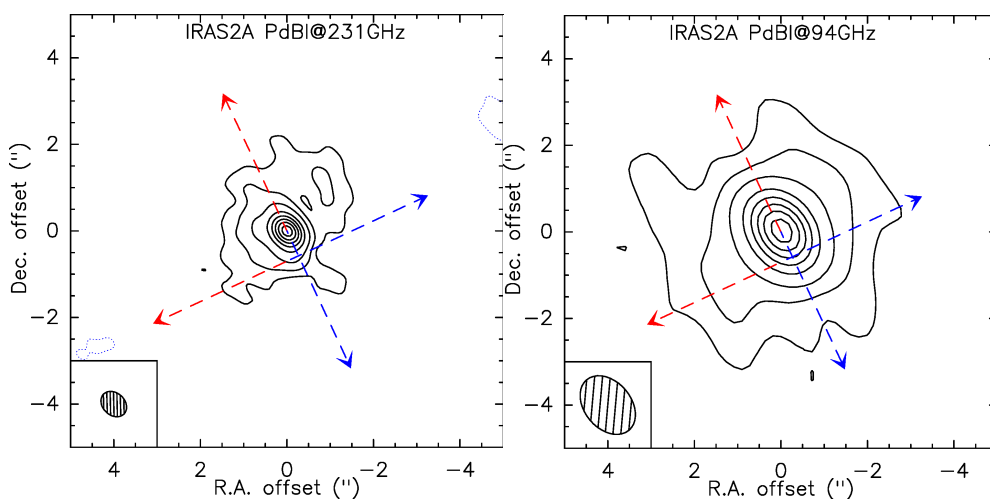 IRAS2A PdBI@231GHz
4
2
0
−2
−4
Dec. offset (")
4 2 0 −2 −4
R.A. offset (")
IRAS2A PdBI@94GHz
4
2
0
−2
−4
Dec. offset (")
4 2 0 −2 −4
R.A. offset (")